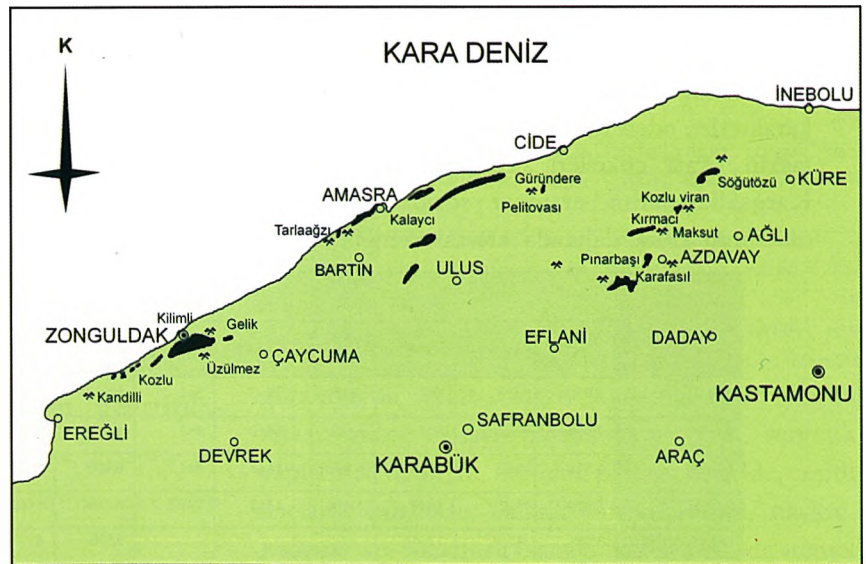 K
KARA DENİZ
İNEBOLU
CİDE
Güründere
Söğütözü
KÜRE
Pelitovası
Kozlu viran
AMASRA
Kalaycı
Kırmacı
Tarlaağzı
Maksut
AĞLI
BARTIN
ULUS
Pınarbaşı
AZDAVAY
Karafasıl
Kilimli
Gelik
ZONGULDAK
EFLANİ
DADAY
ÇAYCUMA
Üzülmez
Kozlu
Kandilli
KASTAMONU
EREĞLİ
SAFRANBOLU
DEVREK
KARABÜK
ARAÇ